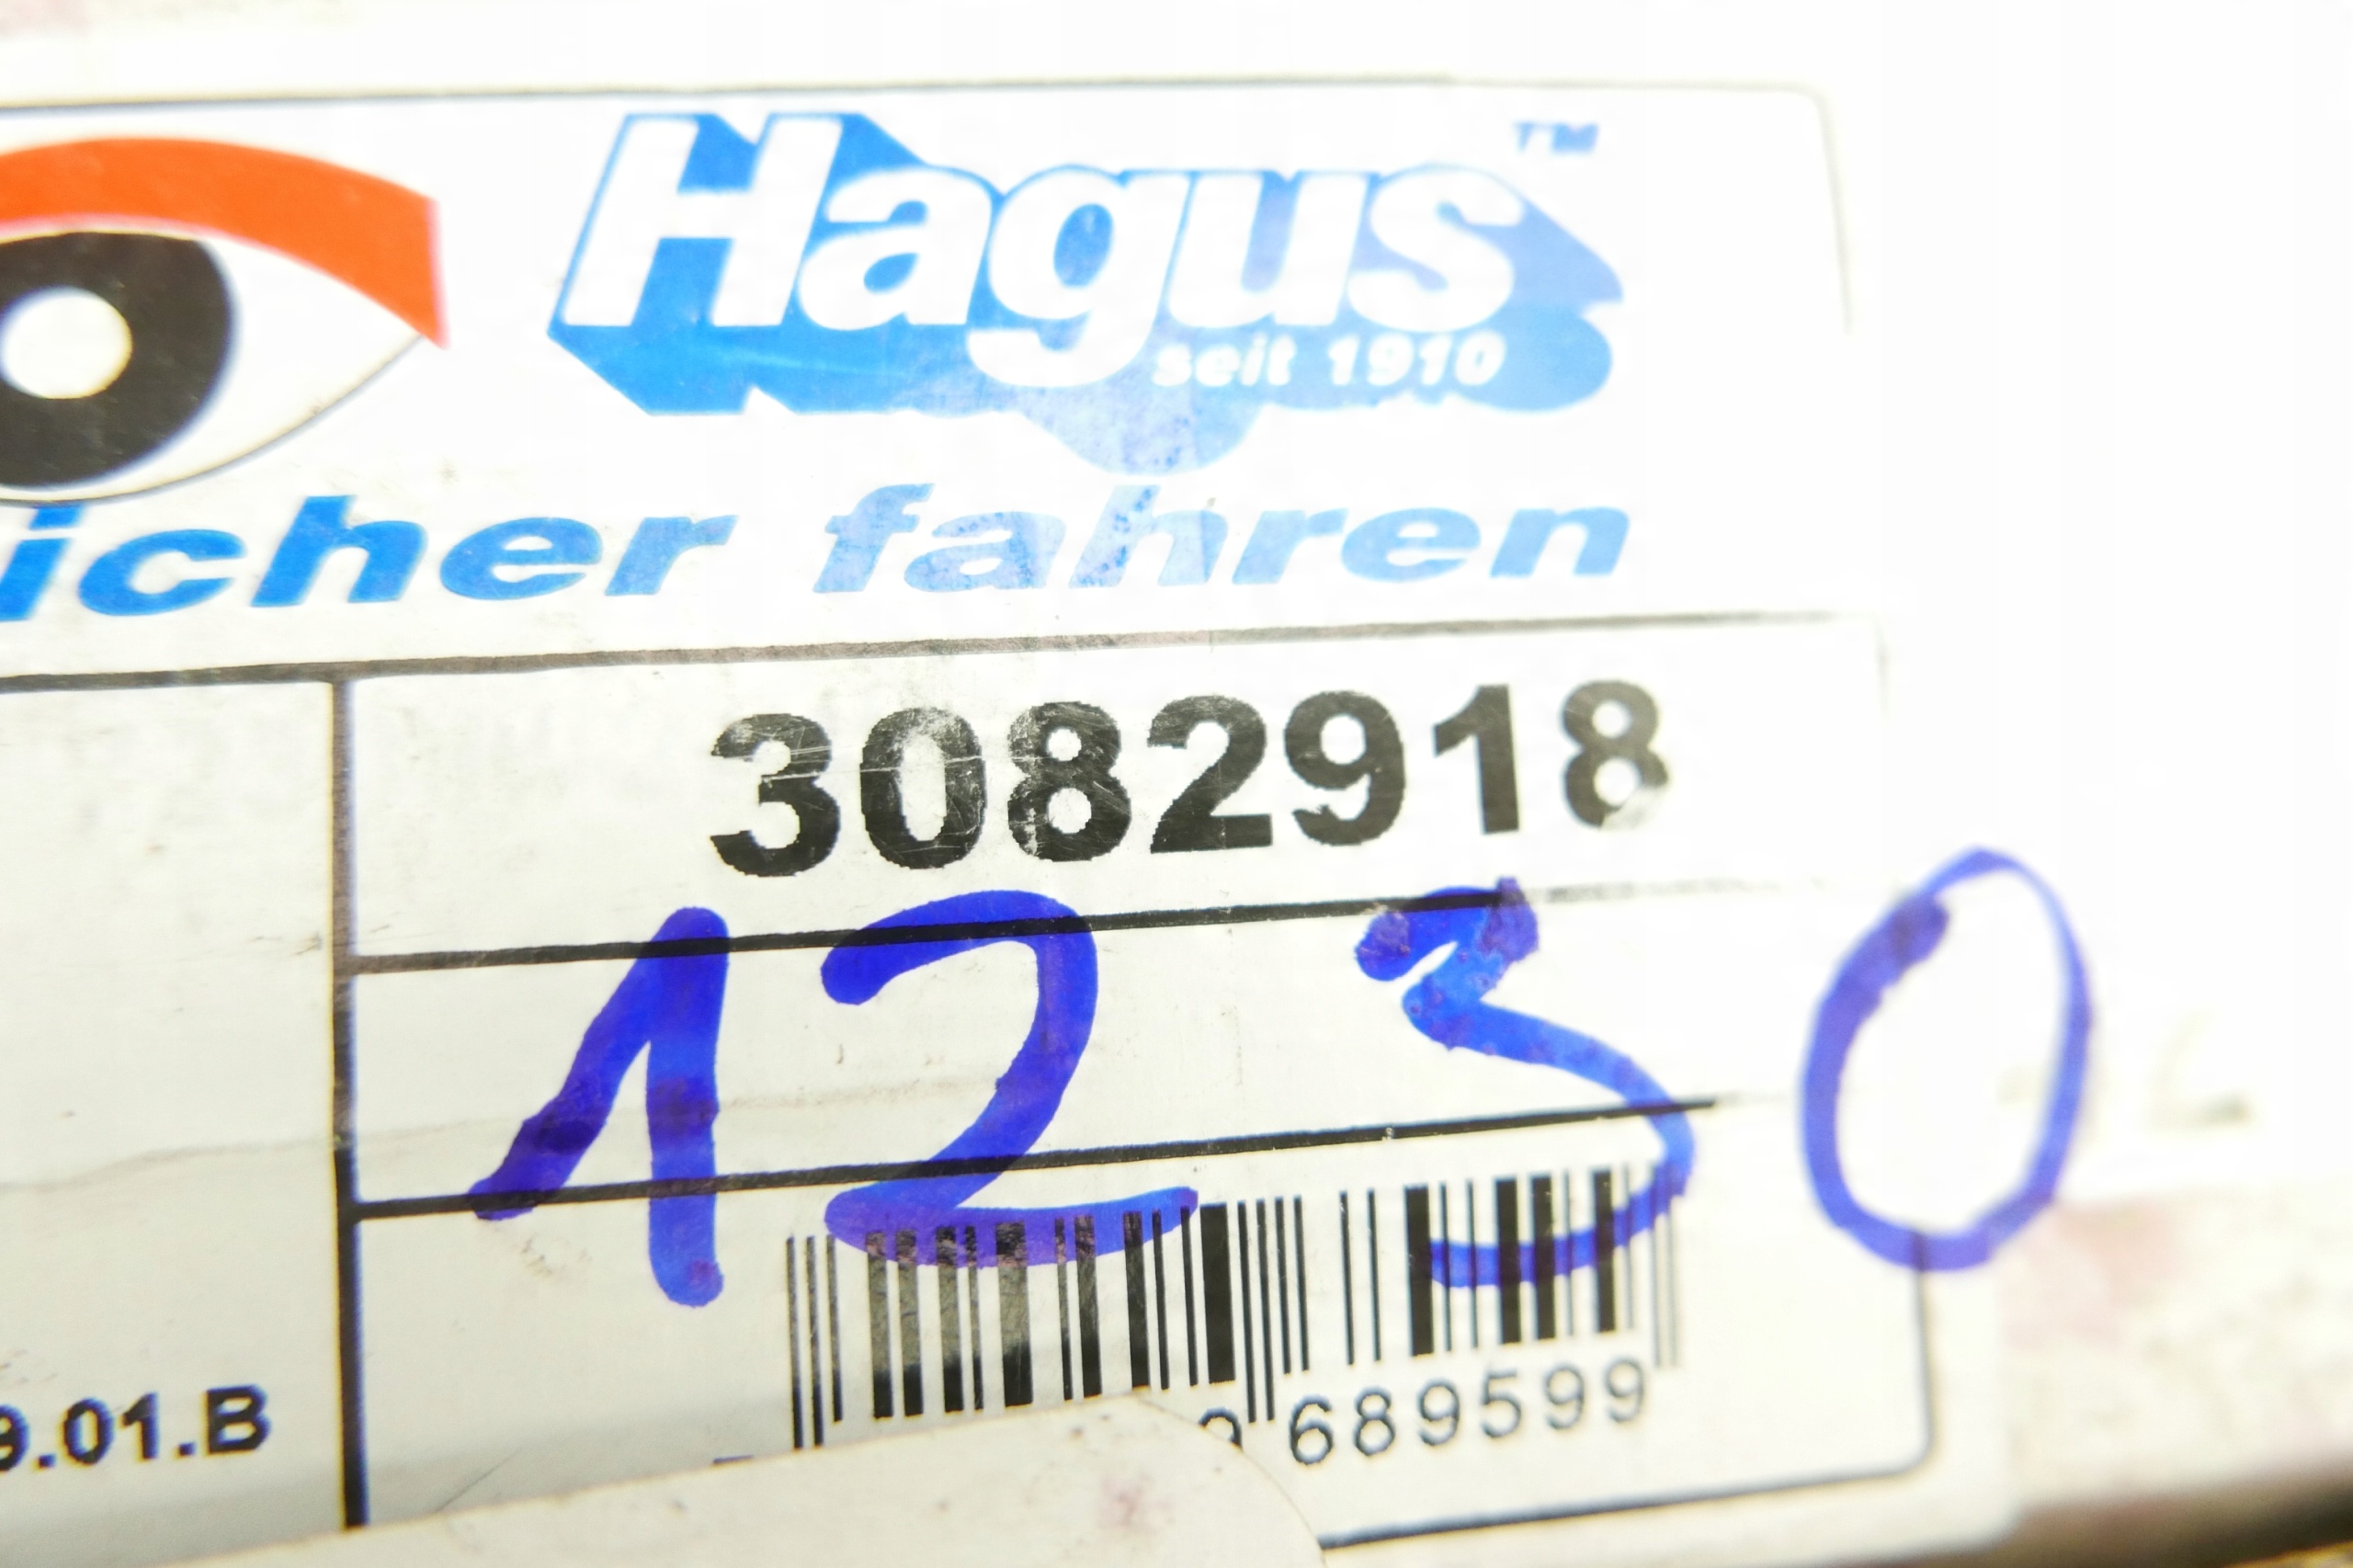 Hagus™
seit 1910
icher fahren
3082918
1230
9.01.B
689599